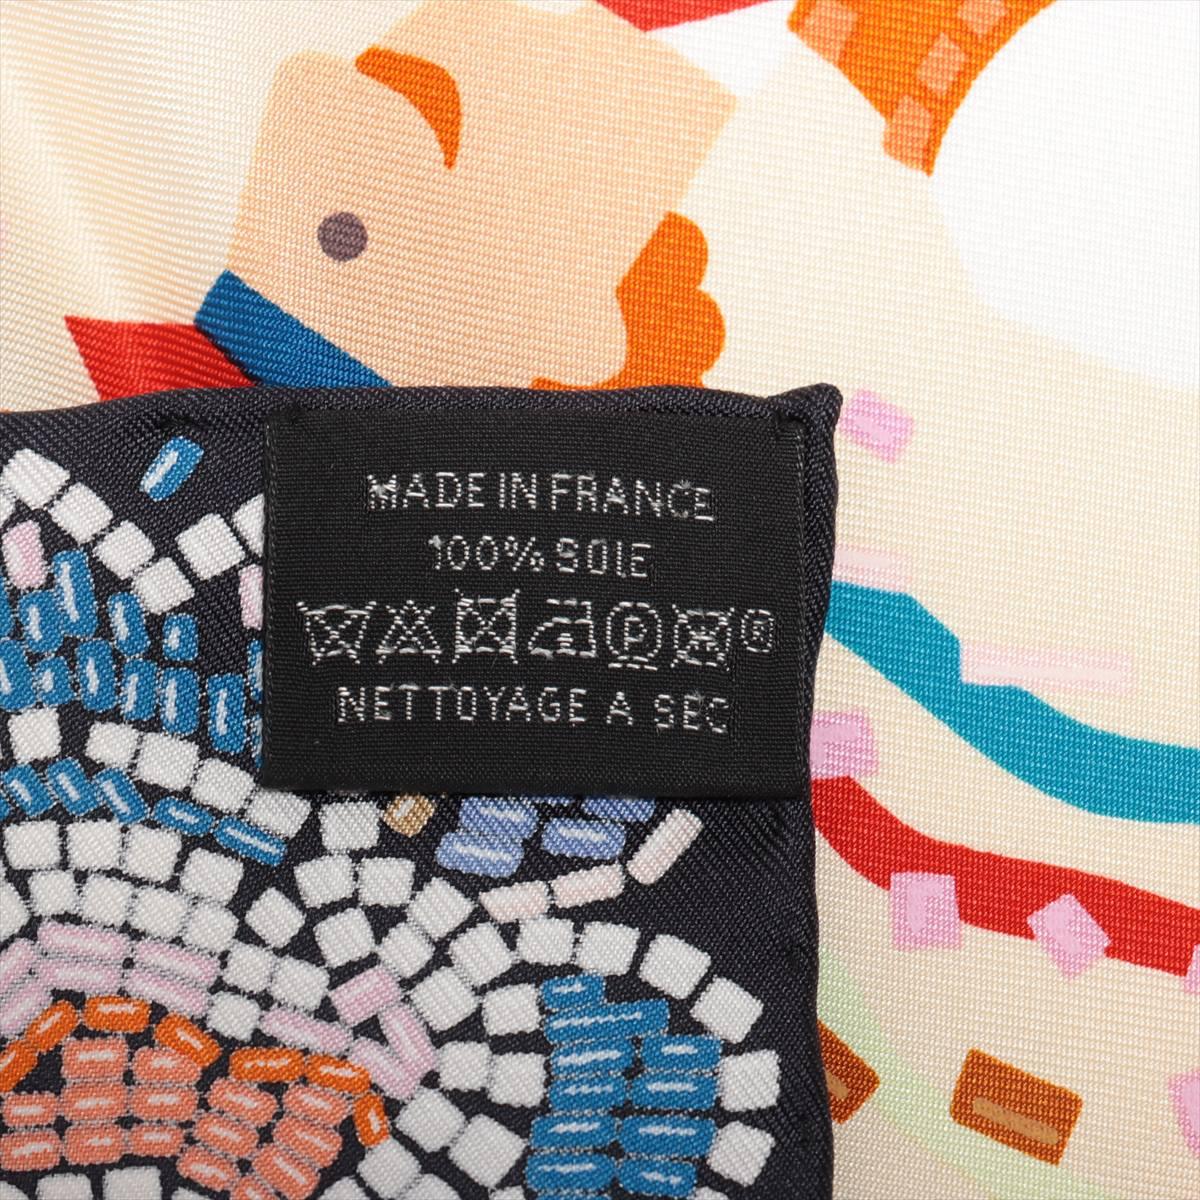 MADE IN FRANCE
100% SOIE
P ®
NETTOYAGE A SEC